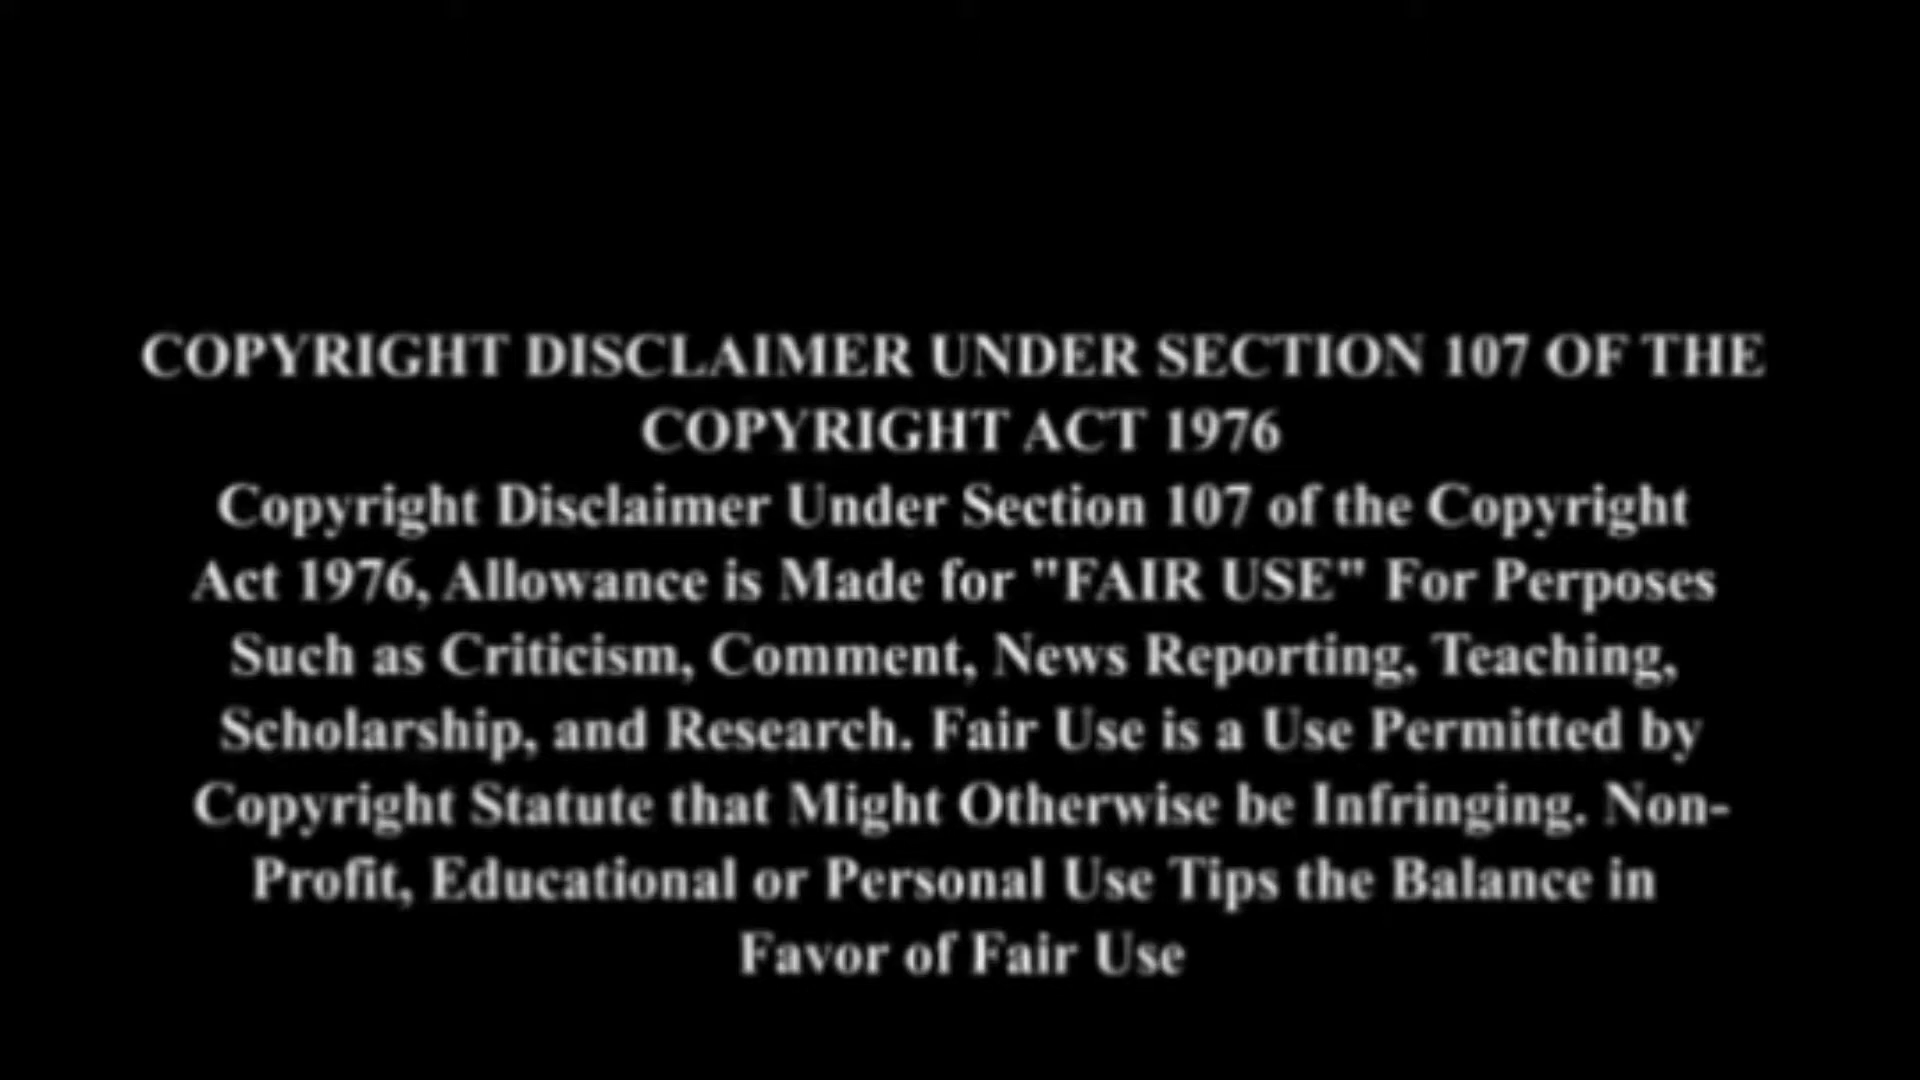 COPYRIGHT DISCLAIMER UNDER SECTION 107 OF THE
COPYRIGHT ACT 1976
Copyright Disclaimer Under Section 107 of the Copyright
Act 1976, Allowance is Made for "FAIR USE" For Perposes
Such as Criticism, Comment, News Reporting, Teaching,
Scholarship, and Research. Fair Use is a Use Permitted by
Copyright Statute that Might Otherwise be Infringing. Non-
Profit, Educational or Personal Use Tips the Balance in
Favor of Fair Use